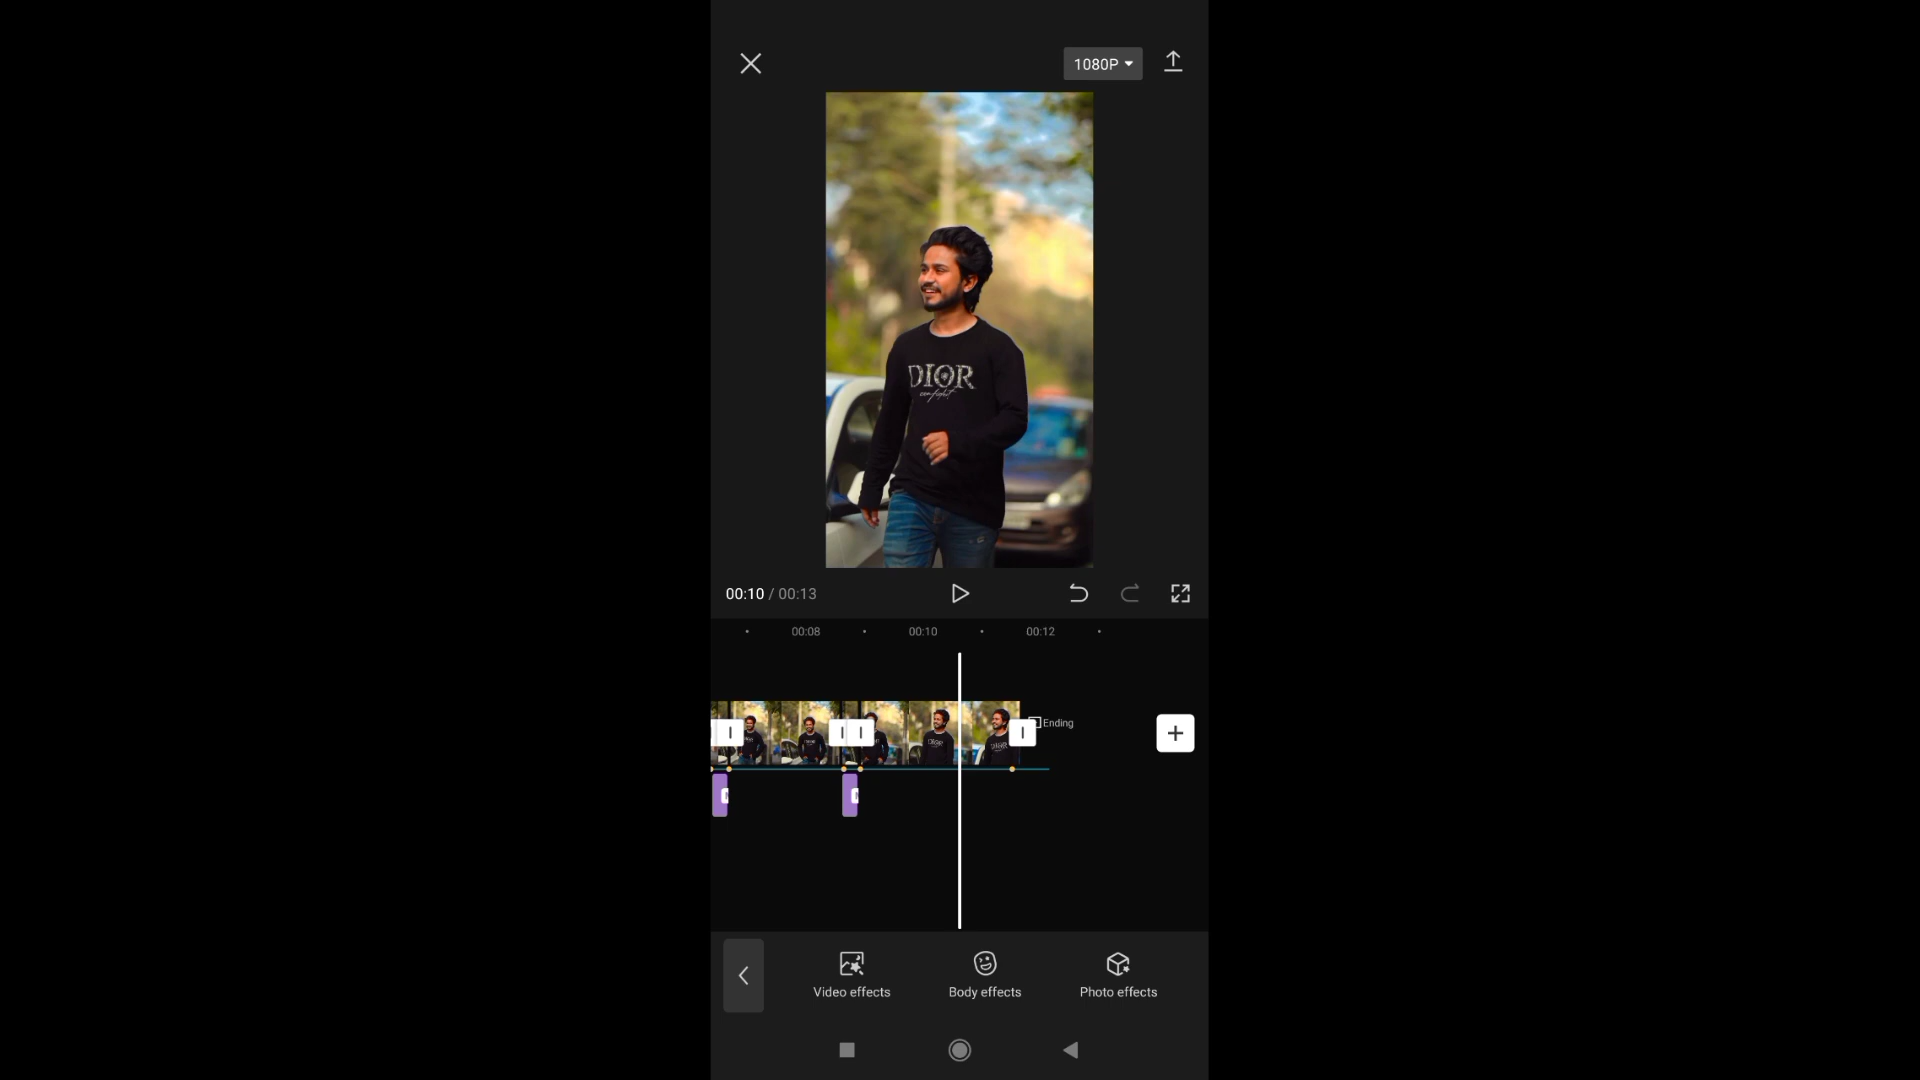 1080P
DIOR
00:10 / 00:13
00:08
00:10
00:12
Ending
Video effects
Body effects
Photo effects